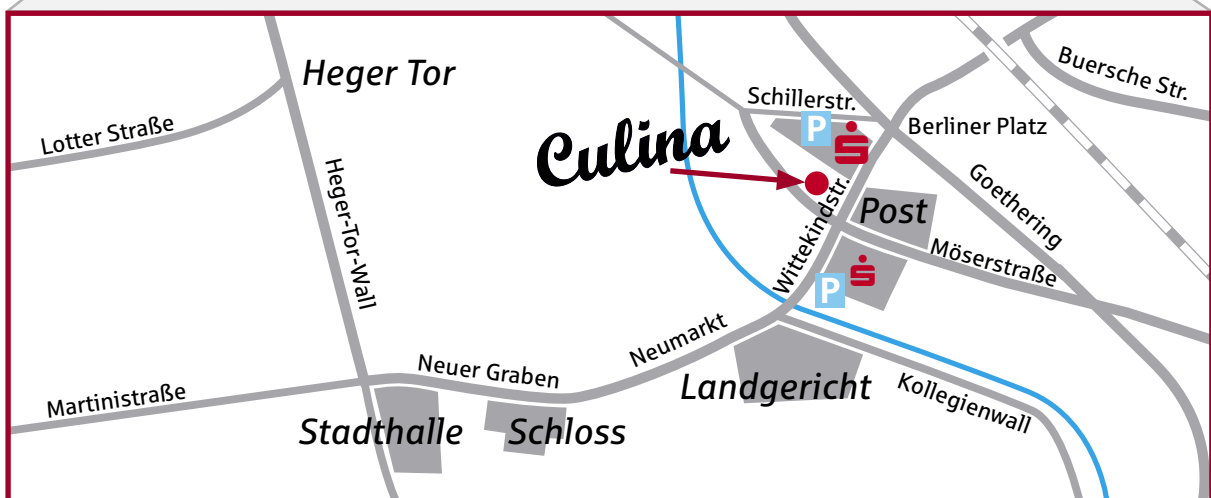 Heger Tor
Buersche Str.
Schillerstr.
Lotter Straße
P
Berliner Platz
Culina
Heger-Tor-Wall
Goethering
Wittekindstr.
Post
Möserstraße
P
Neumarkt
Neuer Graben
Landgericht
Kollegienwall
Martinistraße
Stadthalle
Schloss